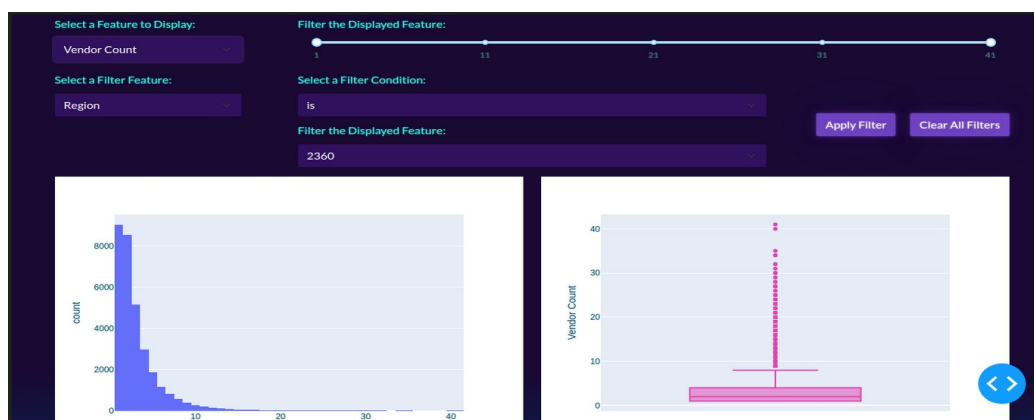 Select a Feature to Display:
Filter the Displayed Feature:
Vendor Count
1 11 21 31 41
Select a Filter Feature:
Select a Filter Condition:
Region
is
Apply Filter
Clear All Filters
Filter the Displayed Feature:
2360
8000
6000
4000
2000
0
count
10 20 30 40
40
30
20
10
0
Vendor Count